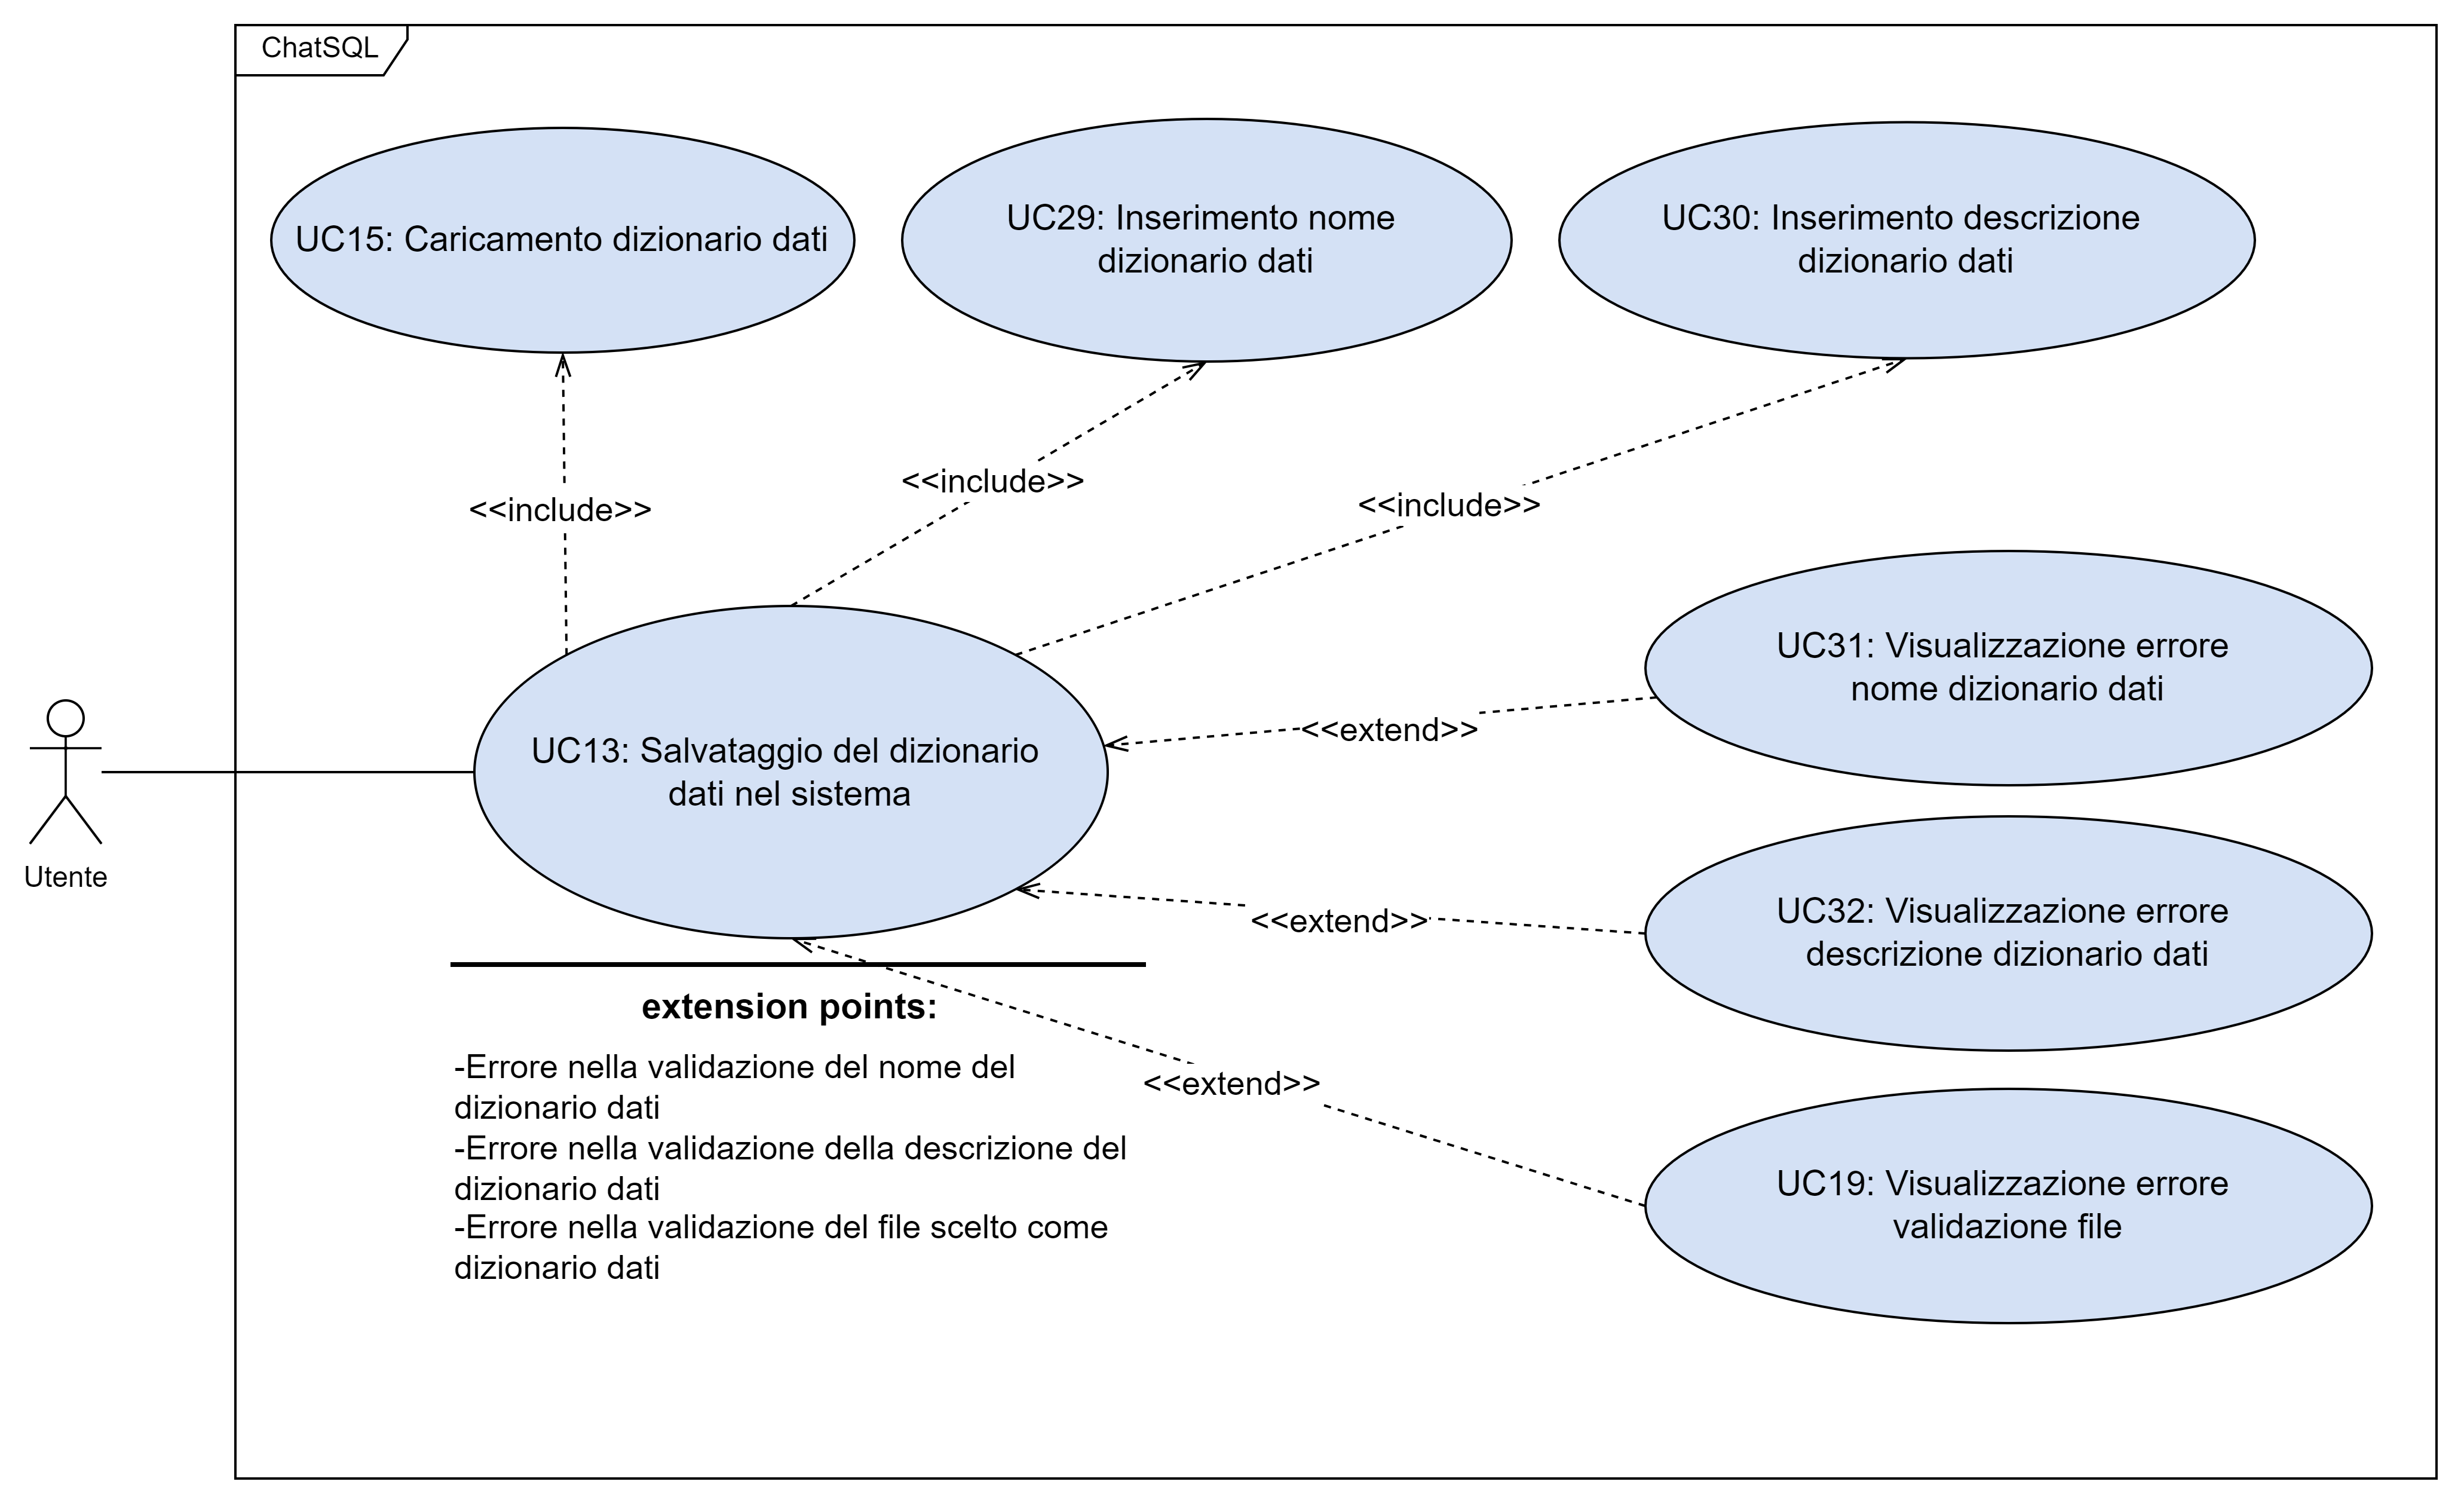 ChatSQL
UC15: Caricamento dizionario dati
UC29: Inserimento nome
dizionario dati
UC30: Inserimento descrizione
dizionario dati
<<include>>
<<include>>
<<include>>
UC31: Visualizzazione errore
nome dizionario dati
<<extend>>
UC13: Salvataggio del dizionario
dati nel sistema
Utente
UC32: Visualizzazione errore
descrizione dizionario dati
<<extend>>
extension points:
-Errore nella validazione del nome del
dizionario dati
-Errore nella validazione della descrizione del
dizionario dati
-Errore nella validazione del file scelto come
dizionario dati
<<extend>>
UC19: Visualizzazione errore
validazione file